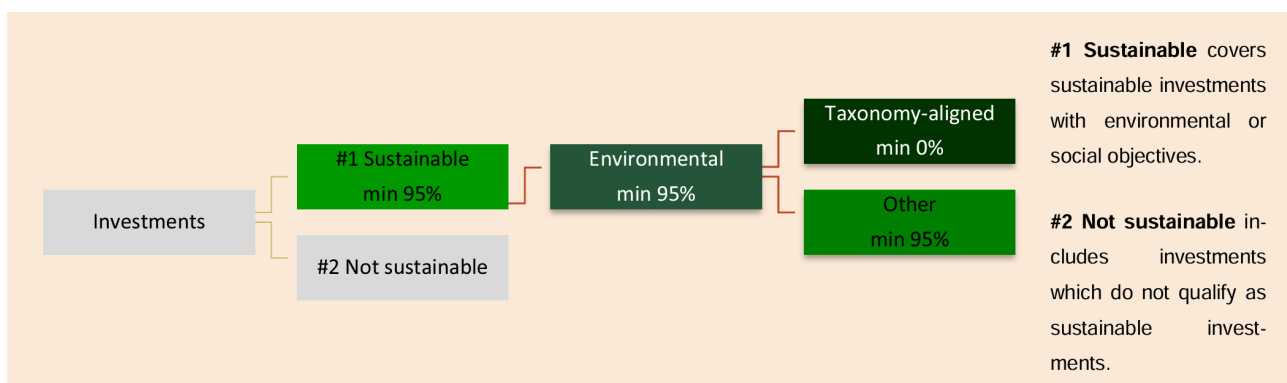 Investments
#1 Sustainable
min 95%
#2 Not sustainable
Environmental
min 95%
Taxonomy-aligned
min 0%
Other
min 95%
#1 Sustainable covers
sustainable investments
with environmental or
social objectives.
#2 Not sustainable in-
cludes investments
which do not qualify as
sustainable invest-
ments.